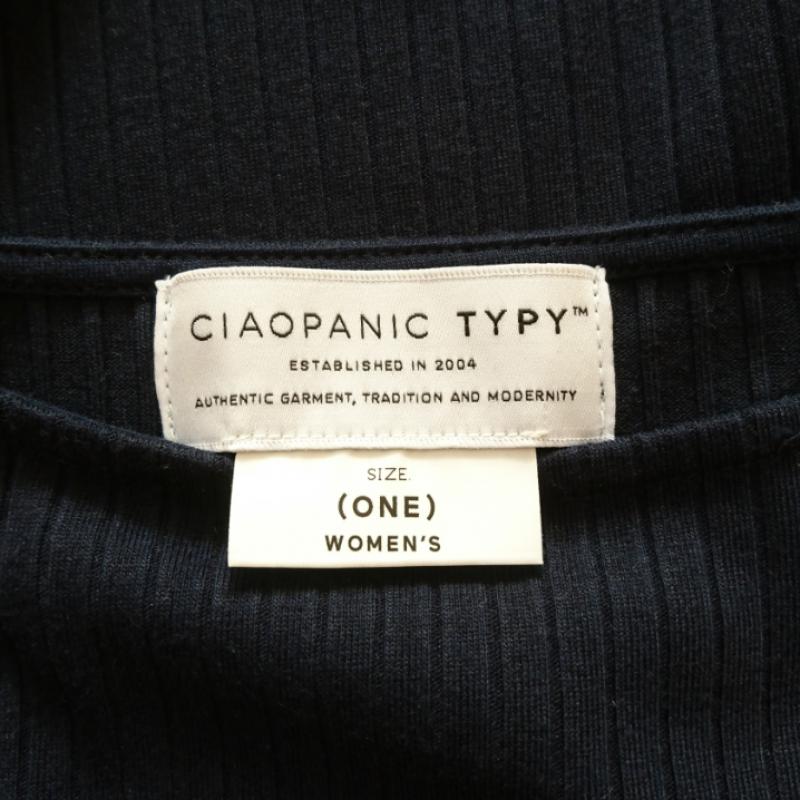 CIAOPANIC TYPY™
ESTABLISHED IN 2004
AUTHENTIC GARMENT, TRADITION AND MODERNITY
SIZE.
(ONE)
WOMEN'S